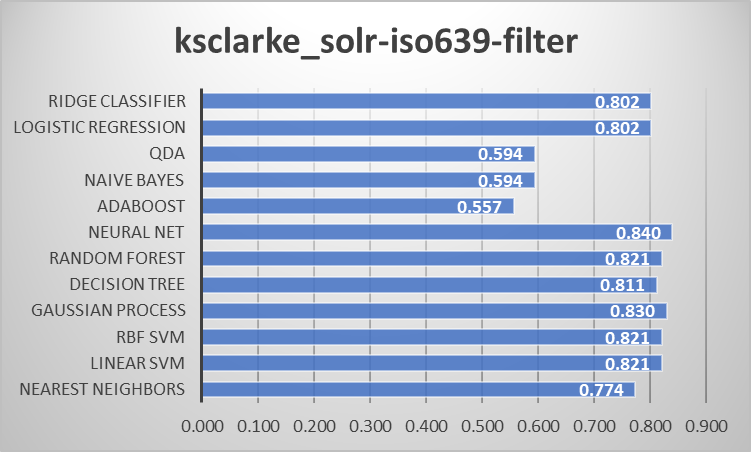 ksclarke_solr-iso639-filter
RIDGE CLASSIFIER 0.802
LOGISTIC REGRESSION 0.802
QDA 0.594
NAIVE BAYES 0.594
ADABOOST 0.557
NEURAL NET 0.840
RANDOM FOREST 0.821
DECISION TREE 0.811
GAUSSIAN PROCESS 0.830
RBF SVM 0.821
LINEAR SVM 0.821
NEAREST NEIGHBORS 0.774
0.000 0.100 0.200 0.300 0.400 0.500 0.600 0.700 0.800 0.900